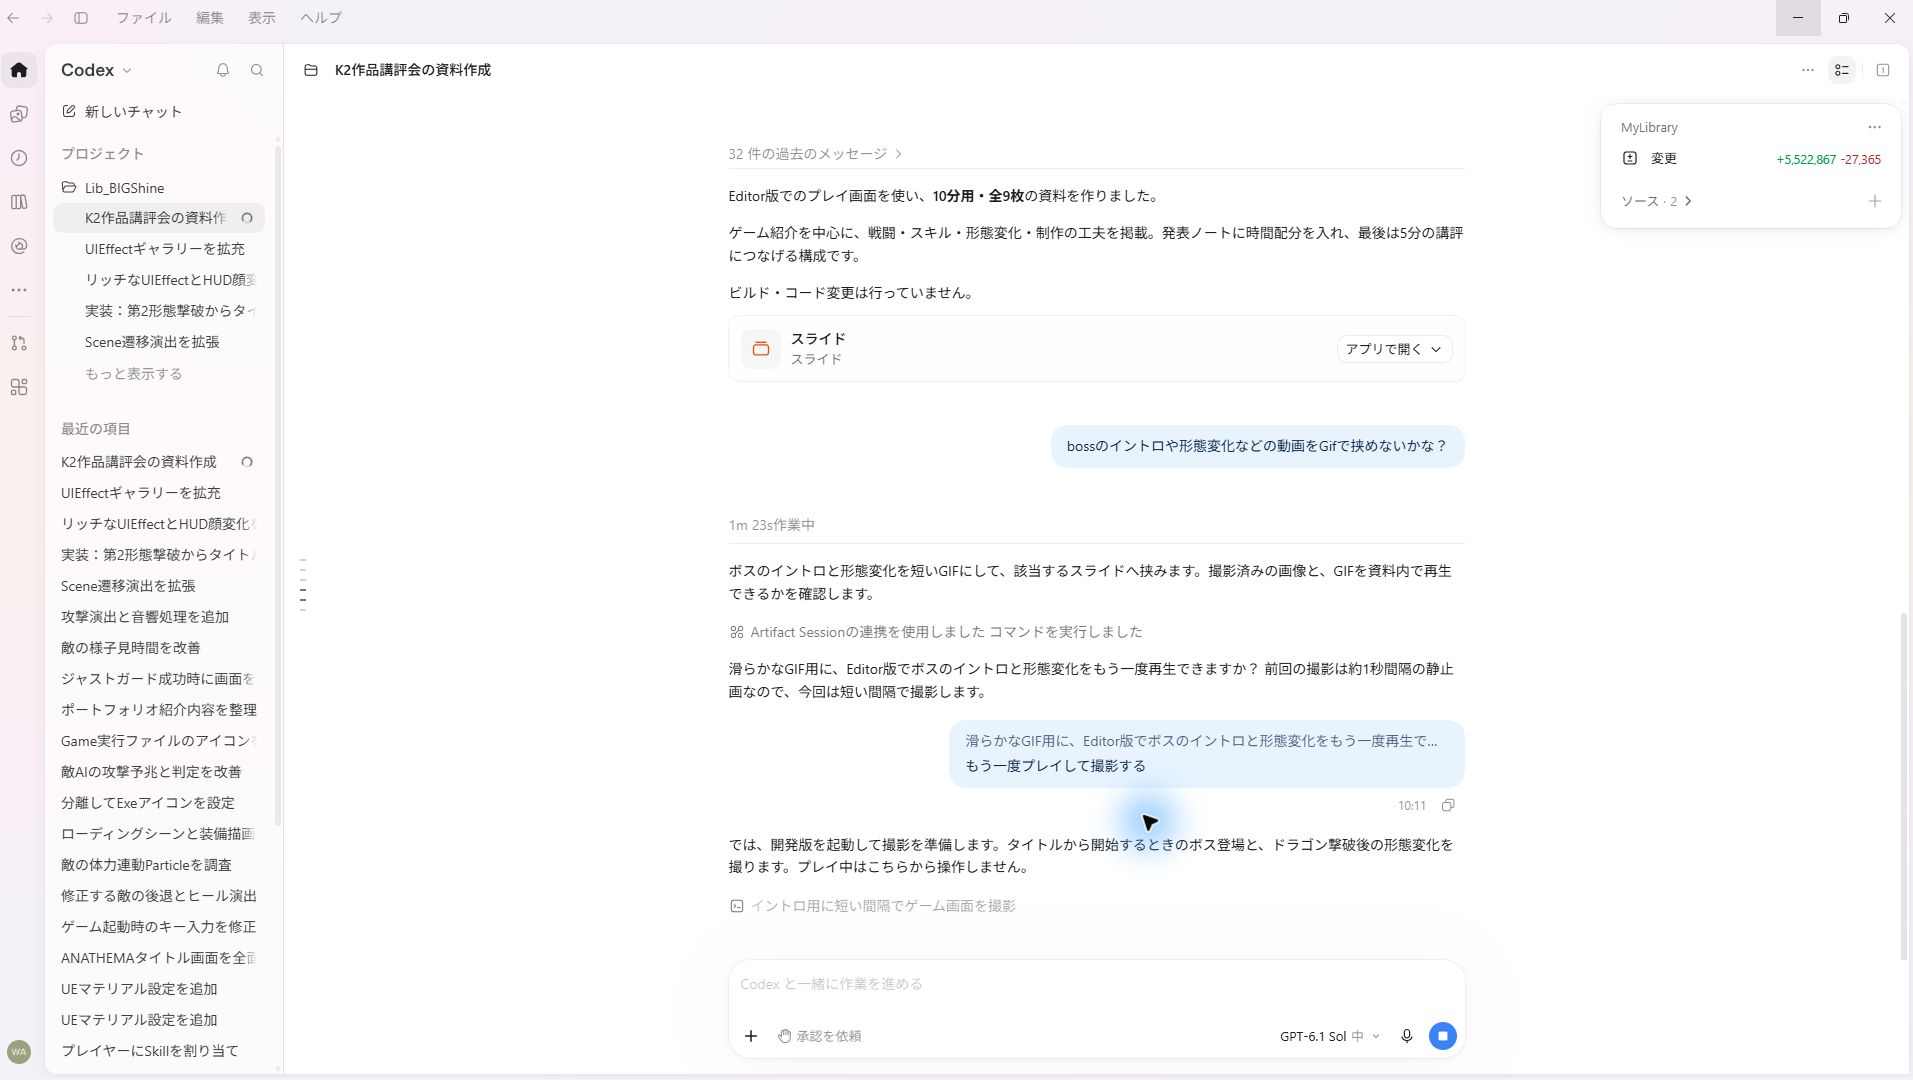 ファイル 編集 表示 ヘルプ
Codex
新しいチャット
プロジェクト
Lib_BIGShine
K2作品講評会の資料作
UIEffectギャラリーを拡充
リッチなUIEffectとHUD顔変
実装：第2形態撃破からタイ
Scene遷移演出を拡張
もっと表示する
最近の項目
K2作品講評会の資料作成
UIEffectギャラリーを拡充
リッチなUIEffectとHUD顔変化を
実装：第2形態撃破からタイトル
Scene遷移演出を拡張
攻撃演出と音響処理を追加
敵の様子見時間を改善
ジャストガード成功時に画面を
ポートフォリオ紹介内容を整理
Game実行ファイルのアイコンを
敵AIの攻撃予兆と判定を改善
分離してExeアイコンを設定
ローディングシーンと装備描画
敵の体力連動Particleを調査
修正する敵の後退とヒール演出
ゲーム起動時のキー入力を修正
ANATHEMAタイトル画面を全面
UEマテリアル設定を追加
UEマテリアル設定を追加
プレイヤーにSkillを割り当て
WA
K2作品講評会の資料作成
32 件の過去のメッセージ
Editor版でのプレイ画面を使い、10分用・全9枚の資料を作りました。
ゲーム紹介を中心に、戦闘・スキル・形態変化・制作の工夫を掲載。発表ノートに時間配分を入れ、最後は5分の講評
につなげる構成です。
ビルド・コード変更は行っていません。
スライド
スライド
アプリで開く
bossのイントロや形態変化などの動画をGifで挟めないかな？
1m 23s作業中
ボスのイントロと形態変化を短いGIFにして、該当するスライドへ挟みます。撮影済みの画像と、GIFを資料内で再生
できるかを確認します。
Artifact Sessionの連携を使用しました コマンドを実行しました
滑らかなGIF用に、Editor版でボスのイントロと形態変化をもう一度再生できますか？ 前回の撮影は約1秒間隔の静止
画なので、今回は短い間隔で撮影します。
滑らかなGIF用に、Editor版でボスのイントロと形態変化をもう一度再生で...
もう一度プレイして撮影する
10:11
では、開発版を起動して撮影を準備します。タイトルから開始するときのボス登場と、ドラゴン撃破後の形態変化を
撮ります。プレイ中はこちらから操作しません。
イントロ用に短い間隔でゲーム画面を撮影
Codex と一緒に作業を進める
承認を依頼
GPT-6.1 Sol 中
1
MyLibrary
変更 +5,522,867 -27,365
ソース · 2